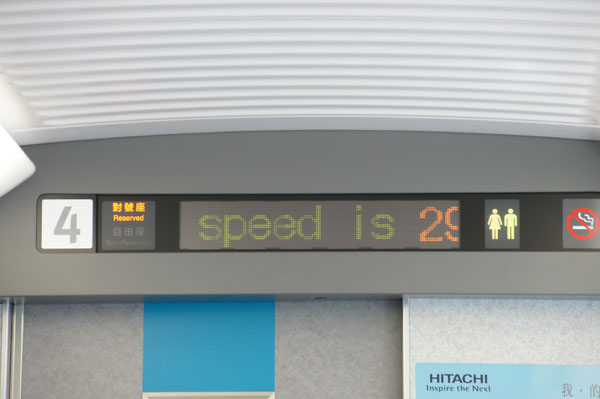 4
對號座
Reserved
自由座
Non-Reserved
speed is 29
HITACHI
Inspire the Next
我‧的